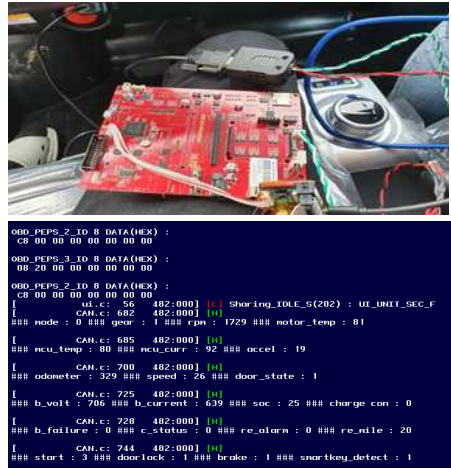 OBD_PEPS_2_ID 8 DATA(HEX) :
C8 00 00 00 00 00 00 00
OBD_PEPS_3_ID 8 DATA(HEX) :
08 20 00 00 00 00 00 00
OBD_PEPS_2_ID 8 DATA(HEX) :
C8 00 00 00 00 00 00 00
[ ui.c: 56 482:000] [L] Sharing_IDLE_S(202) : UI_UNIT_SEC_F
[ CAN.c: 682 482:000] [H]
### mode : 0 ### gear : 1 ### rpm : 1729 ### motor_temp : 81
[ CAN.c: 685 482:000] [H]
### mcu_temp : 80 ### mcu_curr : 92 ### accel : 19
[ CAN.c: 700 482:000] [H]
### odometer : 329 ### speed : 26 ### door_state : 1
[ CAN.c: 725 482:000] [H]
### b_volt : 706 ### b_current : 639 ### soc : 25 ### charge con : 0
[ CAN.c: 728 482:000] [H]
### b_failure : 0 ### c_status : 0 ### re_alarm : 0 ### re_mile : 20
[ CAN.c: 744 482:000] [H]
### start : 3 ### doorlock : 1 ### brake : 1 ### smartkey_detect : 1